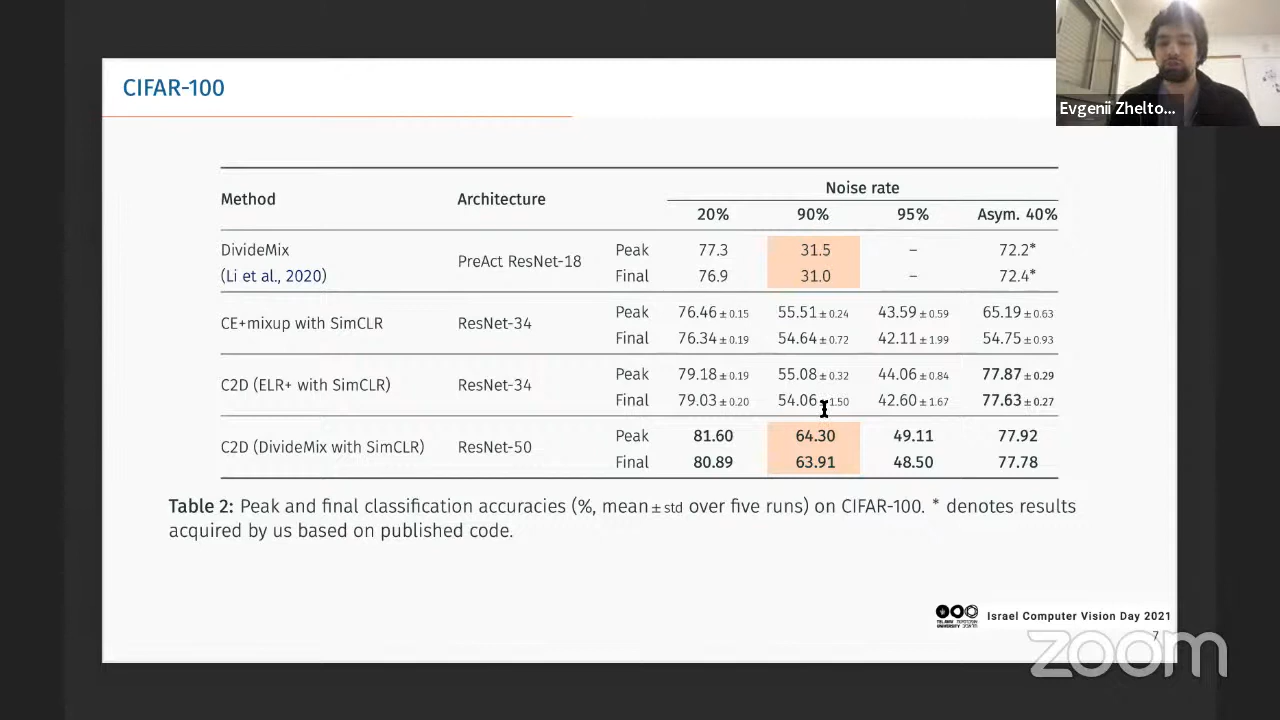 CIFAR-100
Evgenii Zhelto...
Noise rate
Method Architecture
20% 90% 95% Asym. 40%
DivideMix Peak 77.3 31.5 – 72.2*
PreAct ResNet-18
(Li et al., 2020) Final 76.9 31.0 – 72.4*
Peak 76.46 ± 0.15 55.51 ± 0.24 43.59 ± 0.59 65.19 ± 0.63
CE+mixup with SimCLR ResNet-34
Final 76.34 ± 0.19 54.64 ± 0.72 42.11 ± 1.99 54.75 ± 0.93
Peak 79.18 ± 0.19 55.08 ± 0.32 44.06 ± 0.84 77.87 ± 0.29
C2D (ELR+ with SimCLR) ResNet-34
Final 79.03 ± 0.20 54.06 1.50 42.60 ± 1.67 77.63 ± 0.27
Peak 81.60 64.30 49.11 77.92
C2D (DivideMix with SimCLR) ResNet-50
Final 80.89 63.91 48.50 77.78
Table 2: Peak and final classification accuracies (%, mean ± std over five runs) on CIFAR-100. * denotes results
acquired by us based on published code.
Israel Computer Vision Day 2021
7
zoom